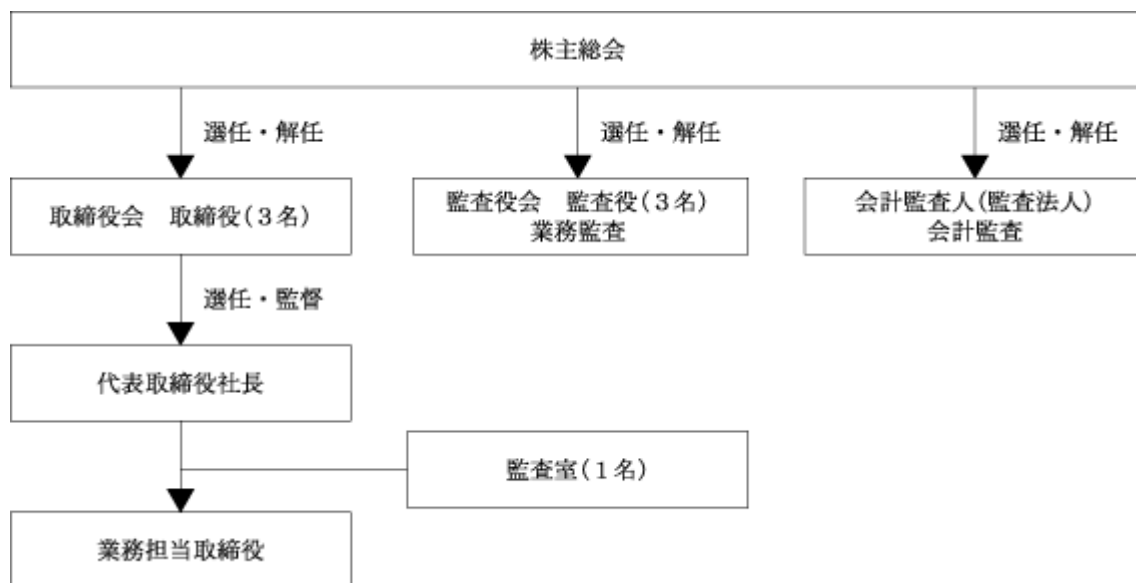 株主総会
選任・解任
選任・解任
選任・解任
取締役会　取締役(３名)
監査役会　監査役(３名)
業務監査
会計監査人(監査法人)
会計監査
選任・監督
代表取締役社長
監査室(１名)
業務担当取締役